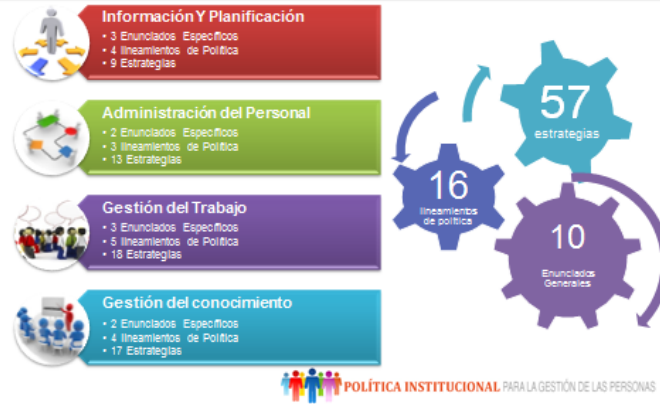 Información Y Planificación
• 3 Enunciados Específicos
• 4 lineamientos de Política
• 9 Estrategias
Administración del Personal
• 2 Enunciados Específicos
• 3 lineamientos de Política
• 13 Estrategias
Gestión del Trabajo
• 3 Enunciados Específicos
• 5 lineamientos de Política
• 18 Estrategias
Gestión del conocimiento
• 2 Enunciados Específicos
• 4 lineamientos de Política
• 17 Estrategias
57
estrategias
16
lineamientos
de política
10
Enunciados
Generales
POLÍTICA INSTITUCIONAL PARA LA GESTIÓN DE LAS PERSONAS